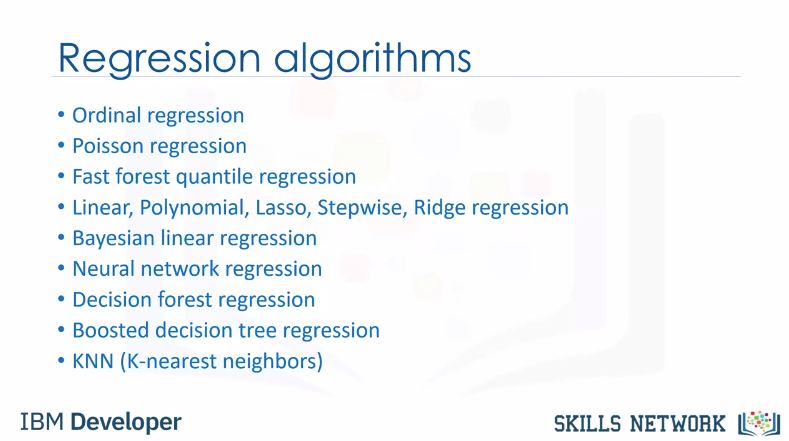 Regression algorithms
• Ordinal regression
• Poisson regression
• Fast forest quantile regression
• Linear, Polynomial, Lasso, Stepwise, Ridge regression
• Bayesian linear regression
• Neural network regression
• Decision forest regression
• Boosted decision tree regression
• KNN (K-nearest neighbors)
IBM Developer
SKILLS NETWORK